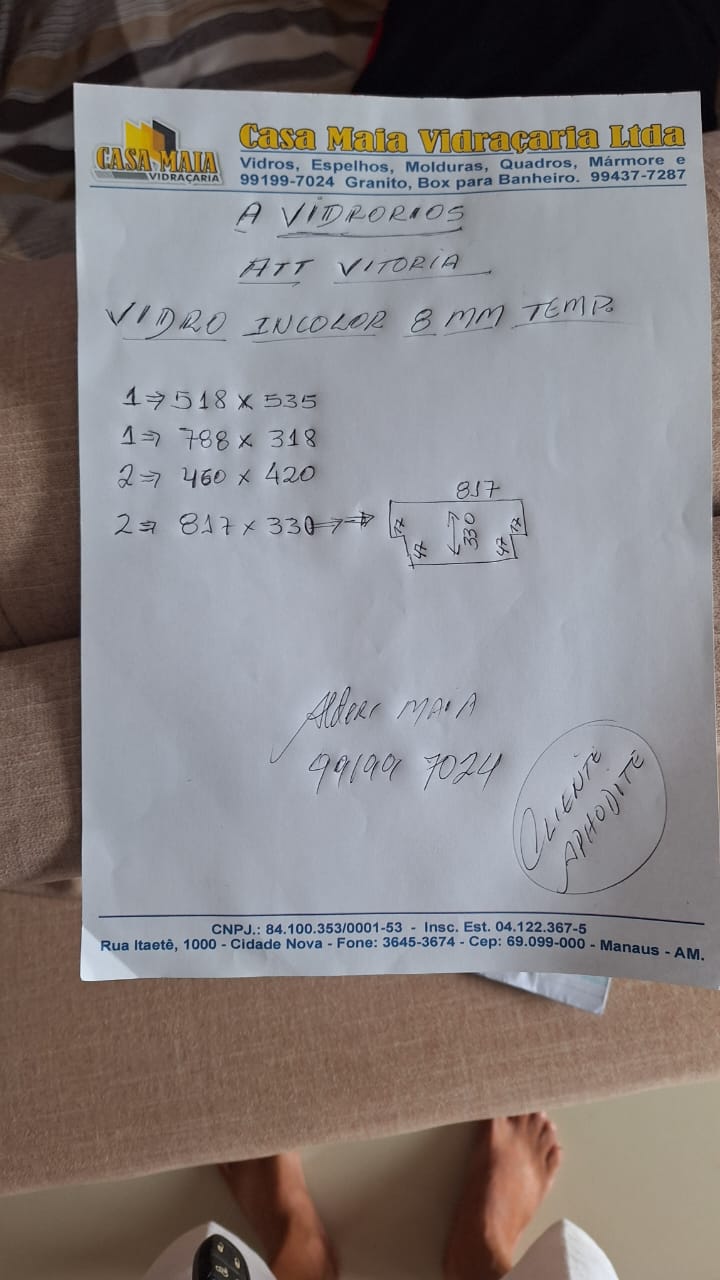 CASA MAIA
VIDRAÇARIA
Casa Maia Vidraçaria Ltda
Vidros, Espelhos, Molduras, Quadros, Mármore e
99199-7024 Granito, Box para Banheiro. 99437-7287
A VIDRORIOS
ATT VITORIA
VIDRO INCOLOR 8 MM TEMP.
1⇒ 518 x 535
1⇒ 788 x 318
2⇒ 460 x 420
817
2⇒ 817 x 330
330
Alderi MAIA
99199 7024
CLIENTE
APHODITE
CNPJ.: 84.100.353/0001-53 - Insc. Est. 04.122.367-5
Rua Itaetê, 1000 - Cidade Nova - Fone: 3645-3674 - Cep: 69.099-000 - Manaus - AM.